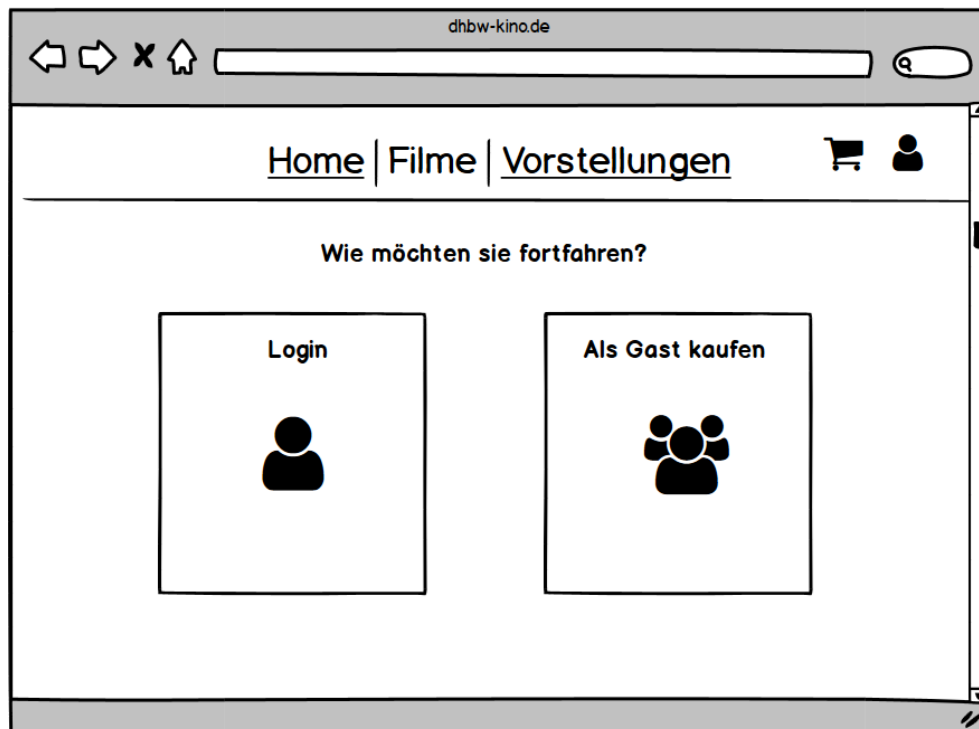 dhbw-kino.de
Home | Filme | Vorstellungen
Wie möchten sie fortfahren?
Login
Als Gast kaufen